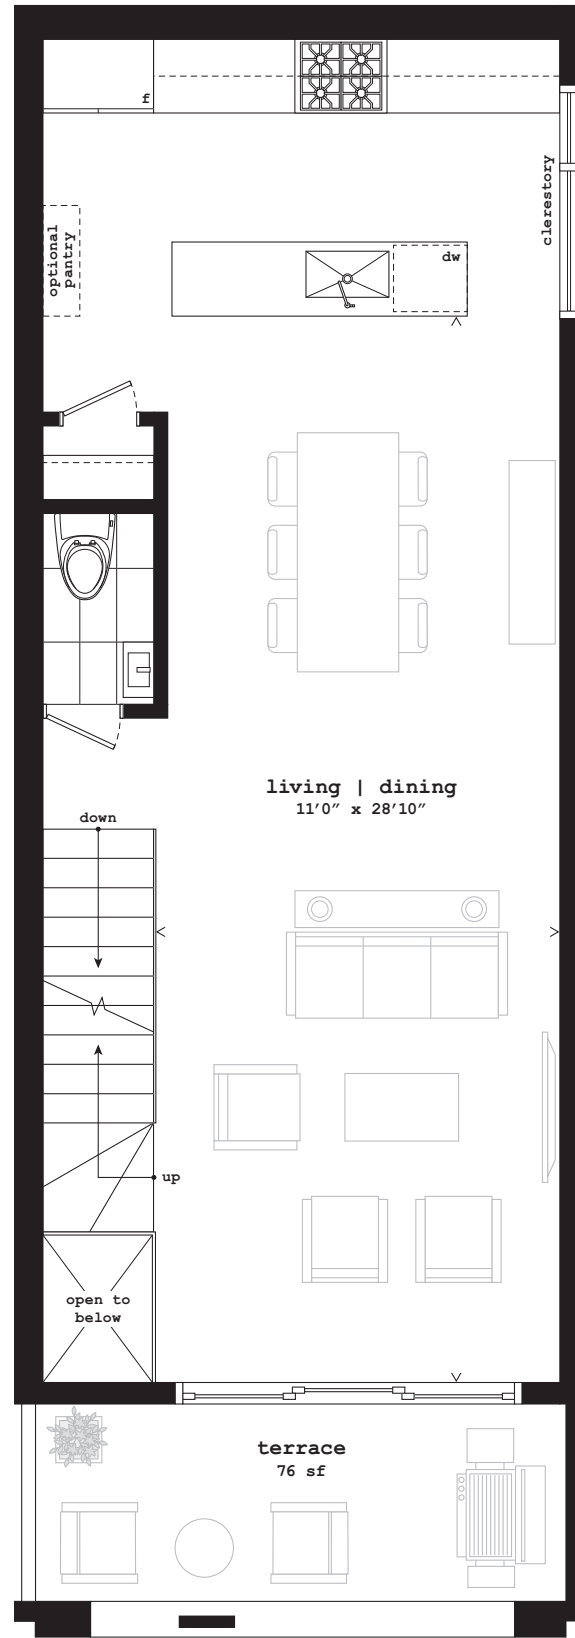 f
clerestory
optional
pantry
dw
living | dining
11'0" x 28'10"
down
up
open to
below
terrace
76 sf